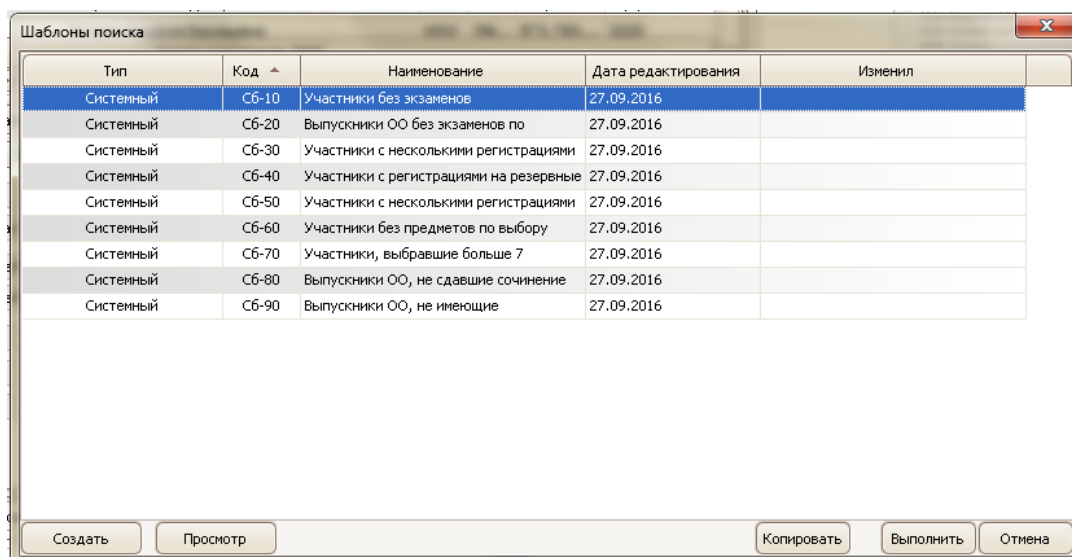 Шаблоны поиска
Тип Код Наименование Дата редактирования Изменил
Системный Сб-10 Участники без экзаменов 27.09.2016
Системный Сб-20 Выпускники ОО без экзаменов по 27.09.2016
Системный Сб-30 Участники с несколькими регистрациями 27.09.2016
Системный Сб-40 Участники с регистрациями на резервные 27.09.2016
Системный Сб-50 Участники с несколькими регистрациями 27.09.2016
Системный Сб-60 Участники без предметов по выбору 27.09.2016
Системный Сб-70 Участники, выбравшие больше 7 27.09.2016
Системный Сб-80 Выпускники ОО, не сдавшие сочинение 27.09.2016
Системный Сб-90 Выпускники ОО, не имеющие 27.09.2016
Создать Просмотр Копировать Выполнить Отмена